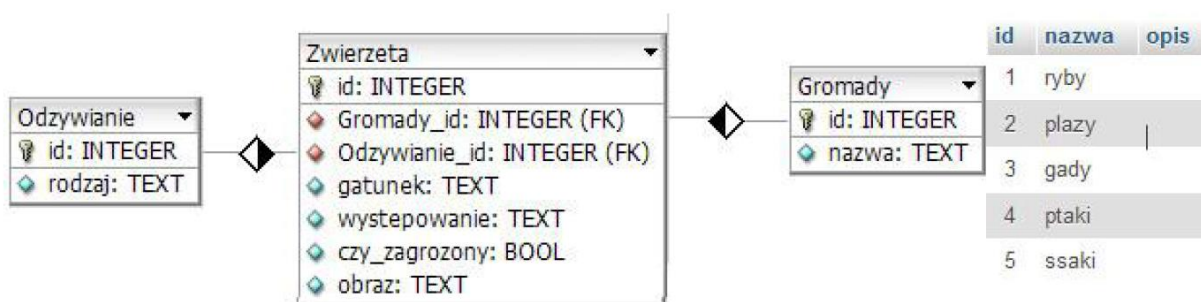 Odzywianie
id: INTEGER
rodzaj: TEXT
Zwierzeta
id: INTEGER
Gromady_id: INTEGER (FK)
Odzywianie_id: INTEGER (FK)
gatunek: TEXT
wystepowanie: TEXT
czy_zagrozony: BOOL
obraz: TEXT
Gromady
id: INTEGER
nazwa: TEXT
id nazwa opis
1 ryby
2 plazy
3 gady
4 ptaki
5 ssaki